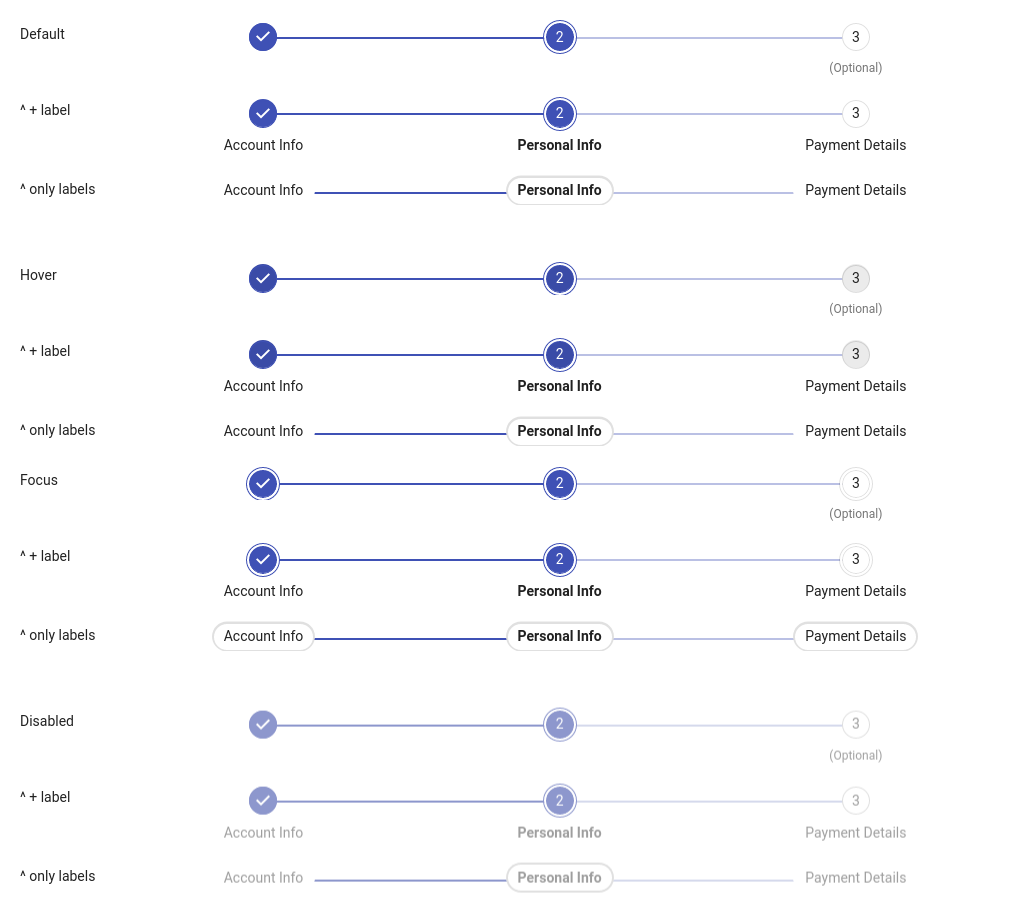 Default 2 3
(Optional)
^ + label 2 3
Account Info Personal Info Payment Details
^ only labels Account Info Personal Info Payment Details
Hover 2 3
(Optional)
^ + label 2 3
Account Info Personal Info Payment Details
^ only labels Account Info Personal Info Payment Details
Focus 2 3
(Optional)
^ + label 2 3
Account Info Personal Info Payment Details
^ only labels Account Info Personal Info Payment Details
Disabled 2 3
(Optional)
^ + label 2 3
Account Info Personal Info Payment Details
^ only labels Account Info Personal Info Payment Details